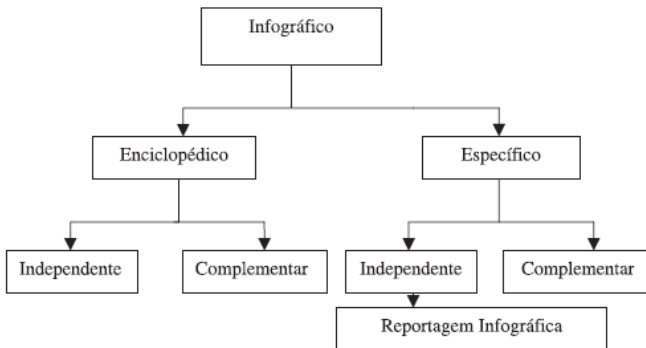 Infográfico
Enciclopédico
Específico
Independente
Complementar
Independente
Complementar
Reportagem Infográfica